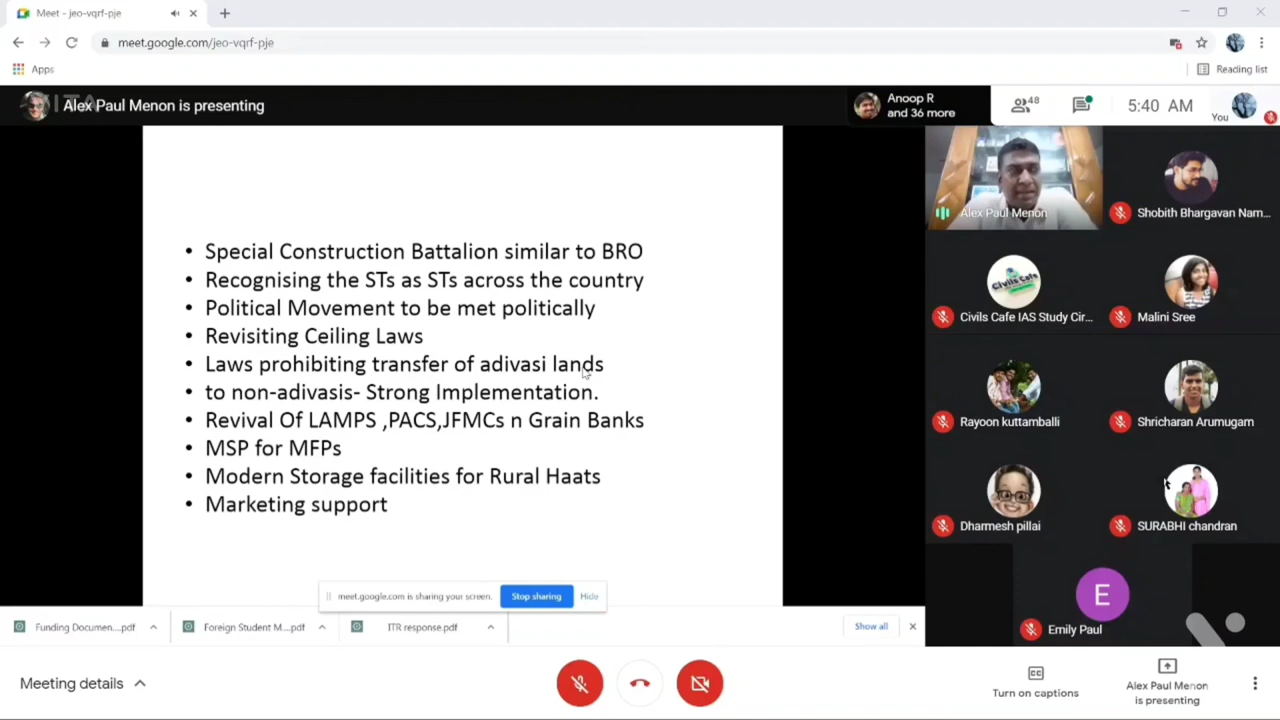 Meet - jeo-vqrf-pje
meet.google.com/jeo-vqrf-pje
Apps
Reading list
Alex Paul Menon is presenting
Anoop R
and 36 more
48
5:40 AM
You
• Special Construction Battalion similar to BRO
• Recognising the STs as STs across the country
• Political Movement to be met politically
• Revisiting Ceiling Laws
• Laws prohibiting transfer of adivasi lands
• to non-adivasis- Strong Implementation.
• Revival Of LAMPS ,PACS,JFMCs n Grain Banks
• MSP for MFPs
• Modern Storage facilities for Rural Haats
• Marketing support
Alex Paul Menon
Shobith Bhargavan Nam...
Civils Cafe
Civils Cafe IAS Study Cir...
Malini Sree
Rayoon kuttamballi
Shricharan Arumugam
Dharmesh pillai
SURABHI chandran
E
Emily Paul
meet.google.com is sharing your screen.
Stop sharing
Hide
Funding Documen....pdf
Foreign Student M....pdf
ITR response.pdf
Show all
Meeting details
Turn on captions
Alex Paul Menon
is presenting